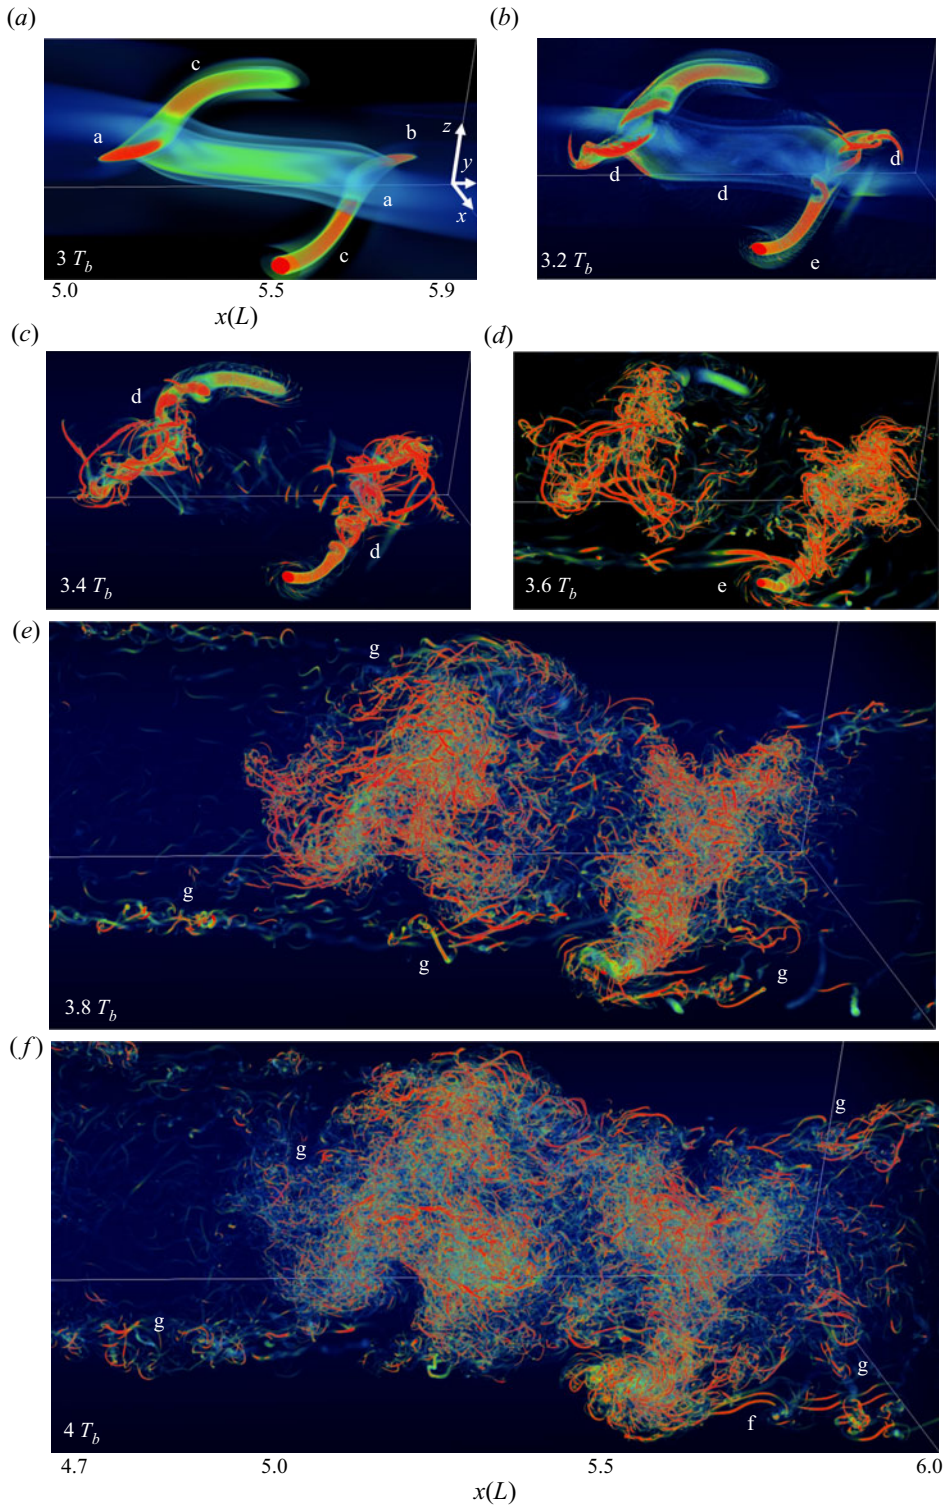 (a)
c
a
b
z
y
a
x
c
3 T_b
5.0 5.5 5.9
x(L)
(b)
d
d
d
e
3.2 T_b
(c)
d
d
3.4 T_b
(d)
e
3.6 T_b
(e)
g
g
g
g
3.8 T_b
(f)
g
g
g
g
f
4 T_b
4.7 5.0 5.5 6.0
x(L)